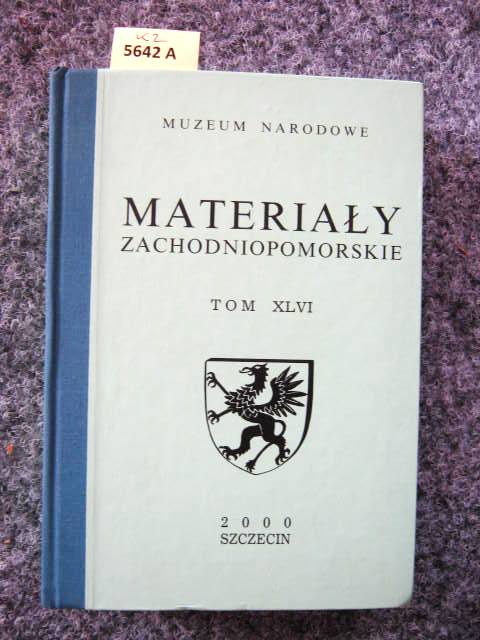 K2
5642 A
MUZEUM NARODOWE
MATERIAŁY
ZACHODNIOPOMORSKIE
TOM XLVI
2000
SZCZECIN